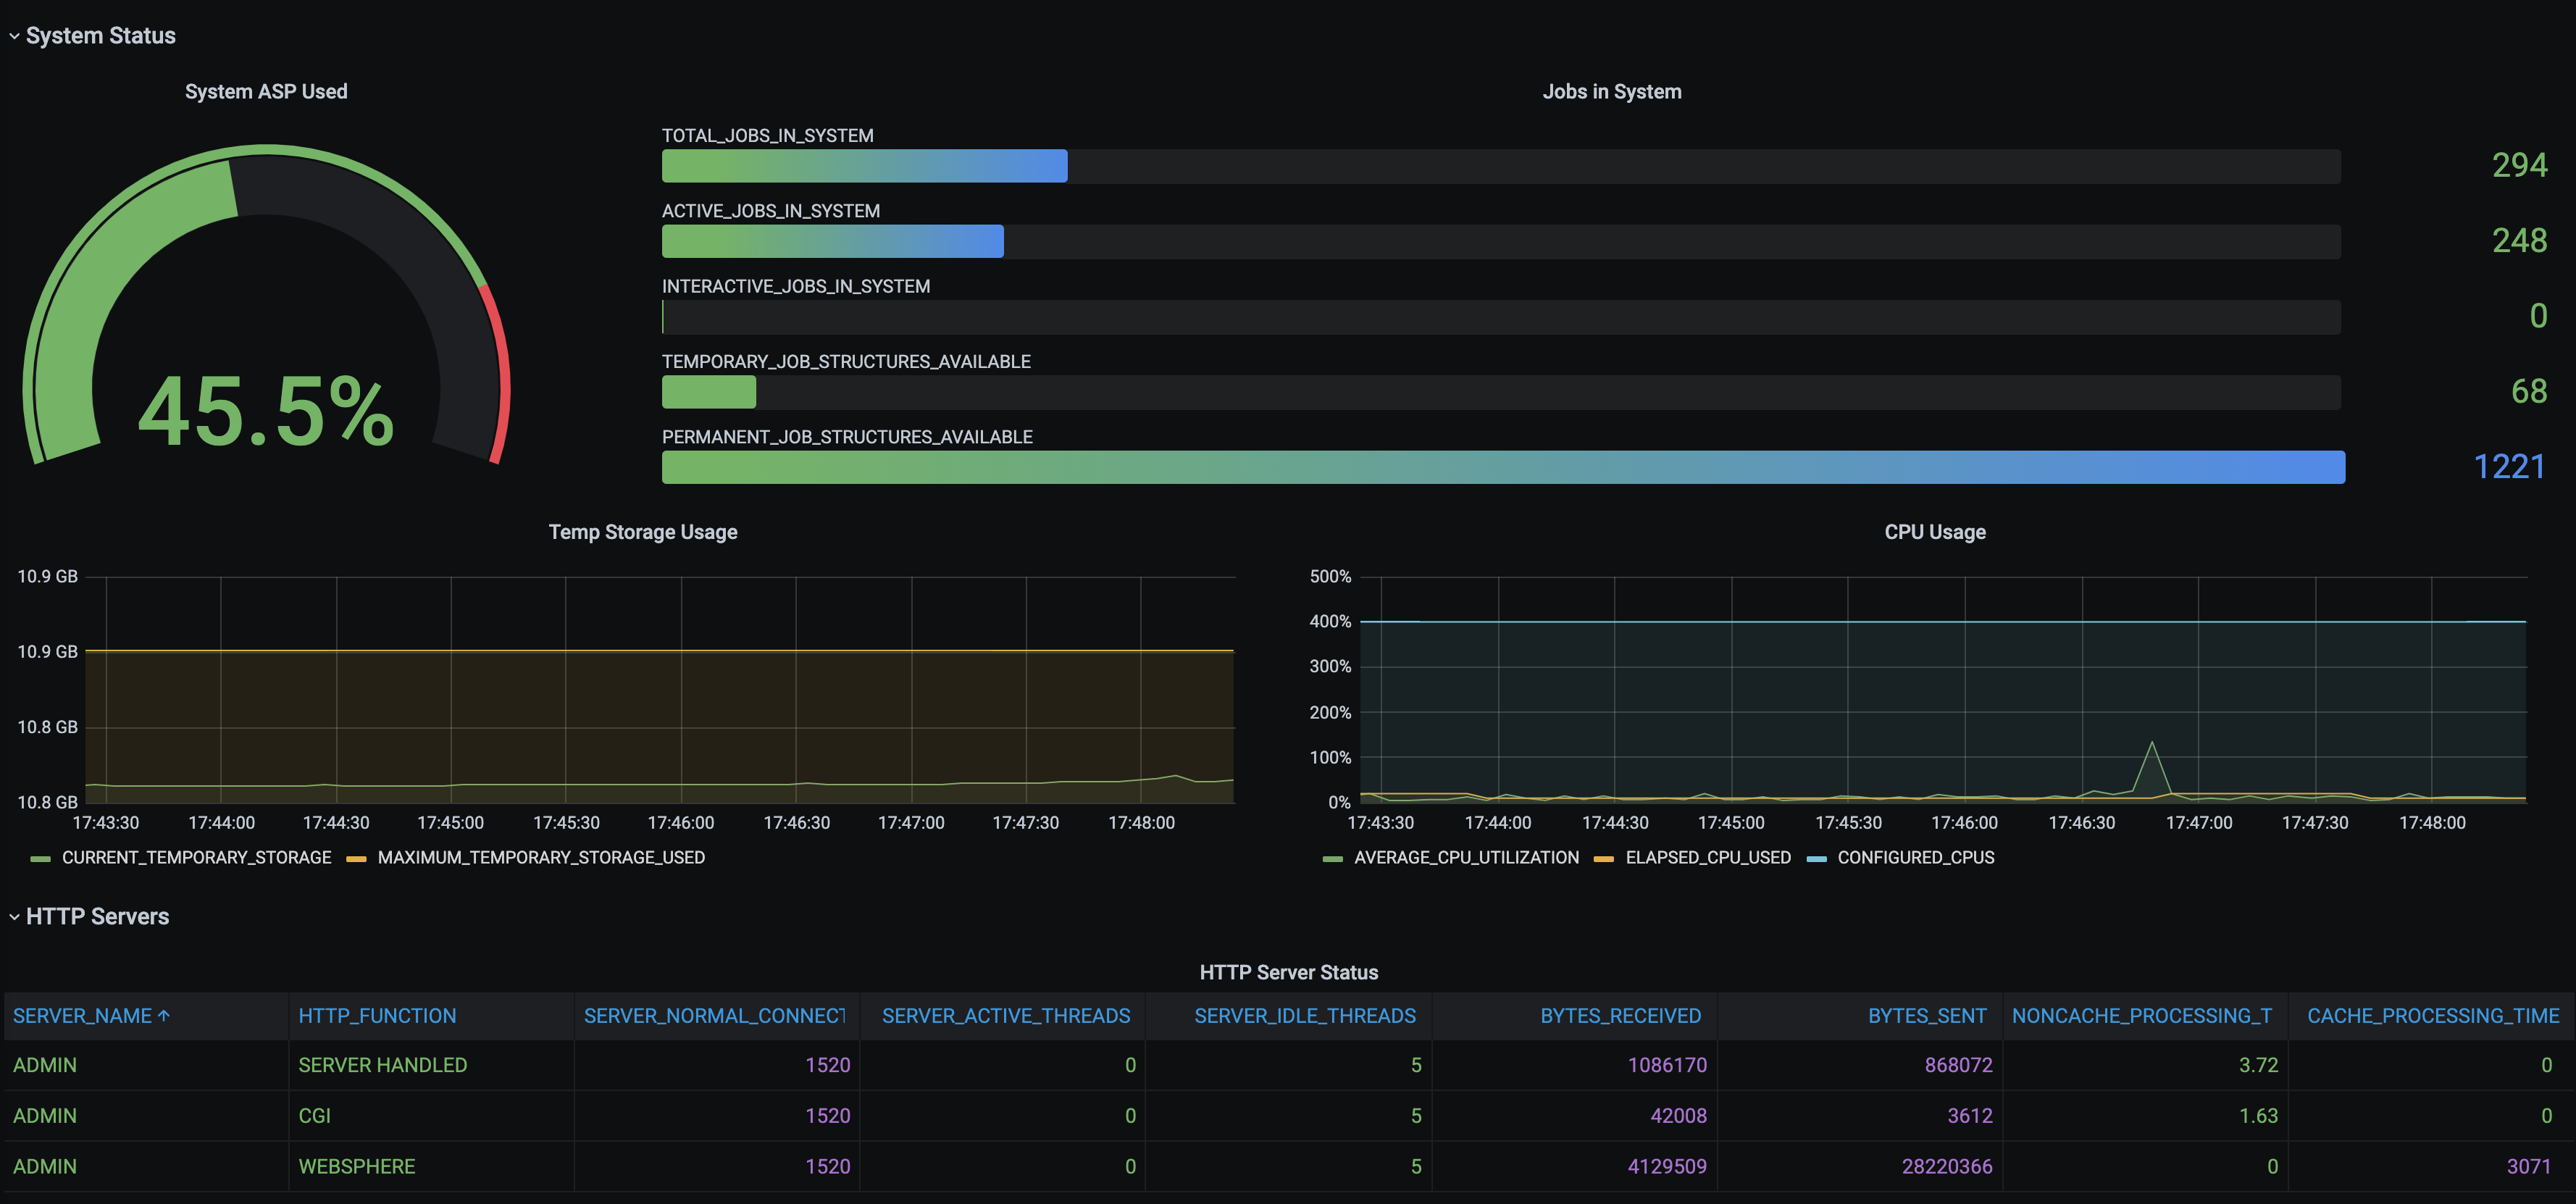 System Status
System ASP Used
45.5%
Jobs in System
TOTAL_JOBS_IN_SYSTEM
294
ACTIVE_JOBS_IN_SYSTEM
248
INTERACTIVE_JOBS_IN_SYSTEM
0
TEMPORARY_JOB_STRUCTURES_AVAILABLE
68
PERMANENT_JOB_STRUCTURES_AVAILABLE
1221
Temp Storage Usage
10.9 GB
10.9 GB
10.8 GB
10.8 GB
17:43:30 17:44:00 17:44:30 17:45:00 17:45:30 17:46:00 17:46:30 17:47:00 17:47:30 17:48:00
CURRENT_TEMPORARY_STORAGE MAXIMUM_TEMPORARY_STORAGE_USED
CPU Usage
500%
400%
300%
200%
100%
0%
17:43:30 17:44:00 17:44:30 17:45:00 17:45:30 17:46:00 17:46:30 17:47:00 17:47:30 17:48:00
AVERAGE_CPU_UTILIZATION ELAPSED_CPU_USED CONFIGURED_CPUS
HTTP Servers
HTTP Server Status
SERVER_NAME ↑ HTTP_FUNCTION SERVER_NORMAL_CONNECT SERVER_ACTIVE_THREADS SERVER_IDLE_THREADS BYTES_RECEIVED BYTES_SENT NONCACHE_PROCESSING_T CACHE_PROCESSING_TIME
ADMIN SERVER HANDLED 1520 0 5 1086170 868072 3.72 0
ADMIN CGI 1520 0 5 42008 3612 1.63 0
ADMIN WEBSPHERE 1520 0 5 4129509 28220366 0 3071